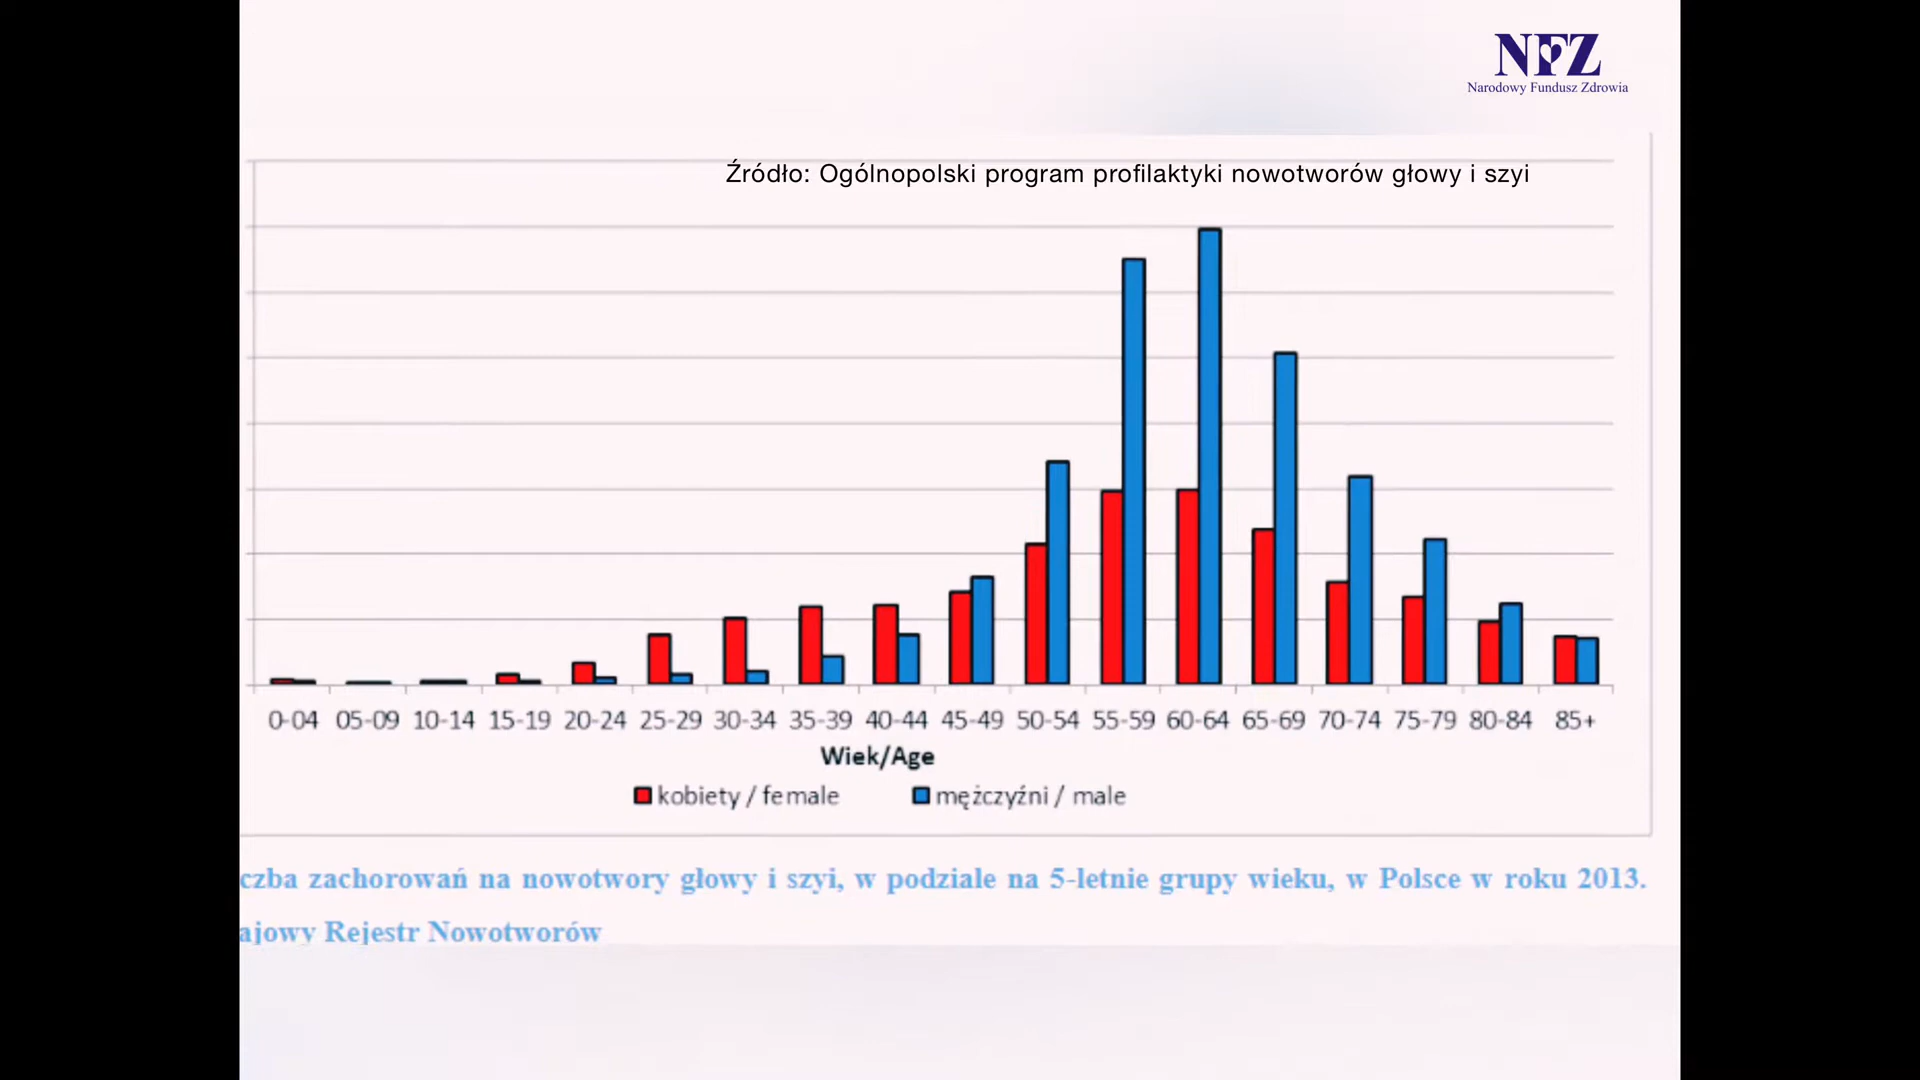 NFZ
Narodowy Fundusz Zdrowia
Źródło: Ogólnopolski program profilaktyki nowotworów głowy i szyi
0-04 05-09 10-14 15-19 20-24 25-29 30-34 35-39 40-44 45-49 50-54 55-59 60-64 65-69 70-74 75-79 80-84 85+
Wiek/Age
kobiety / female mężczyźni / male
czba zachorowań na nowotwory głowy i szyi, w podziale na 5-letnie grupy wieku, w Polsce w roku 2013.
ajowy Rejestr Nowotworów